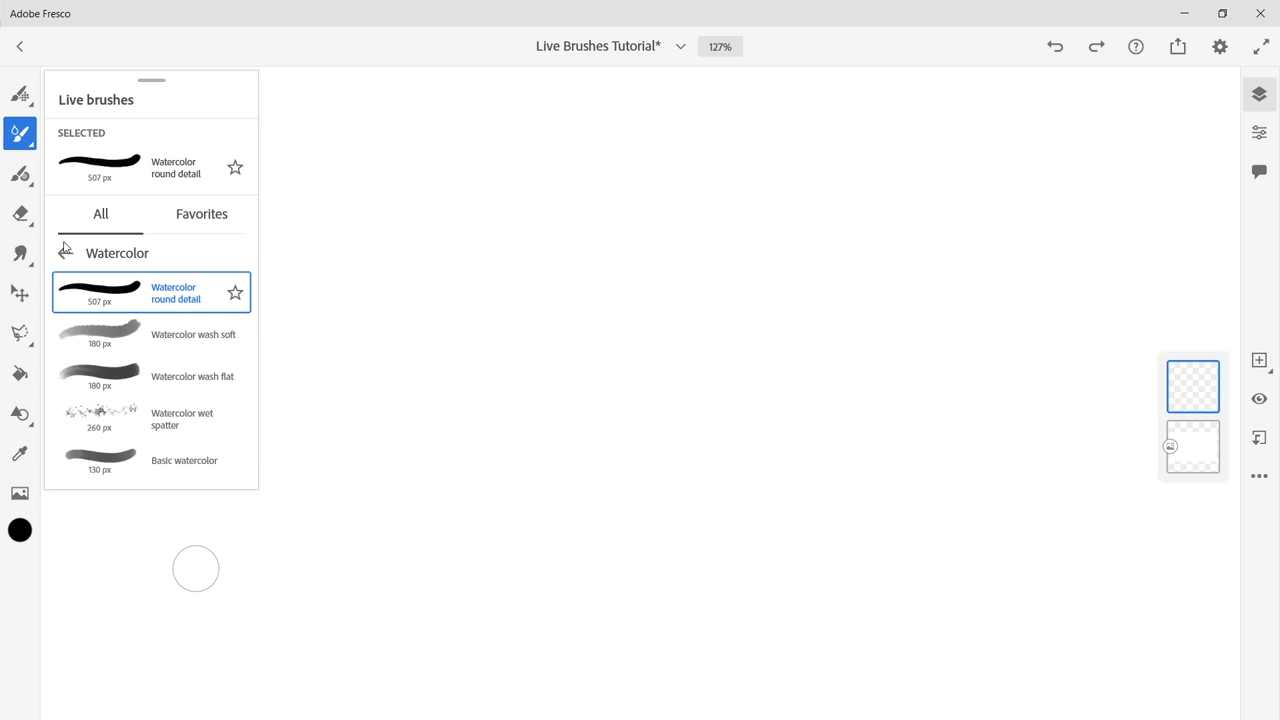 Adobe Fresco
Live Brushes Tutorial*
127%
Live brushes
SELECTED
507 px
Watercolor
round detail
All
Favorites
Watercolor
507 px
Watercolor
round detail
180 px
Watercolor wash soft
180 px
Watercolor wash flat
260 px
Watercolor wet
spatter
130 px
Basic watercolor